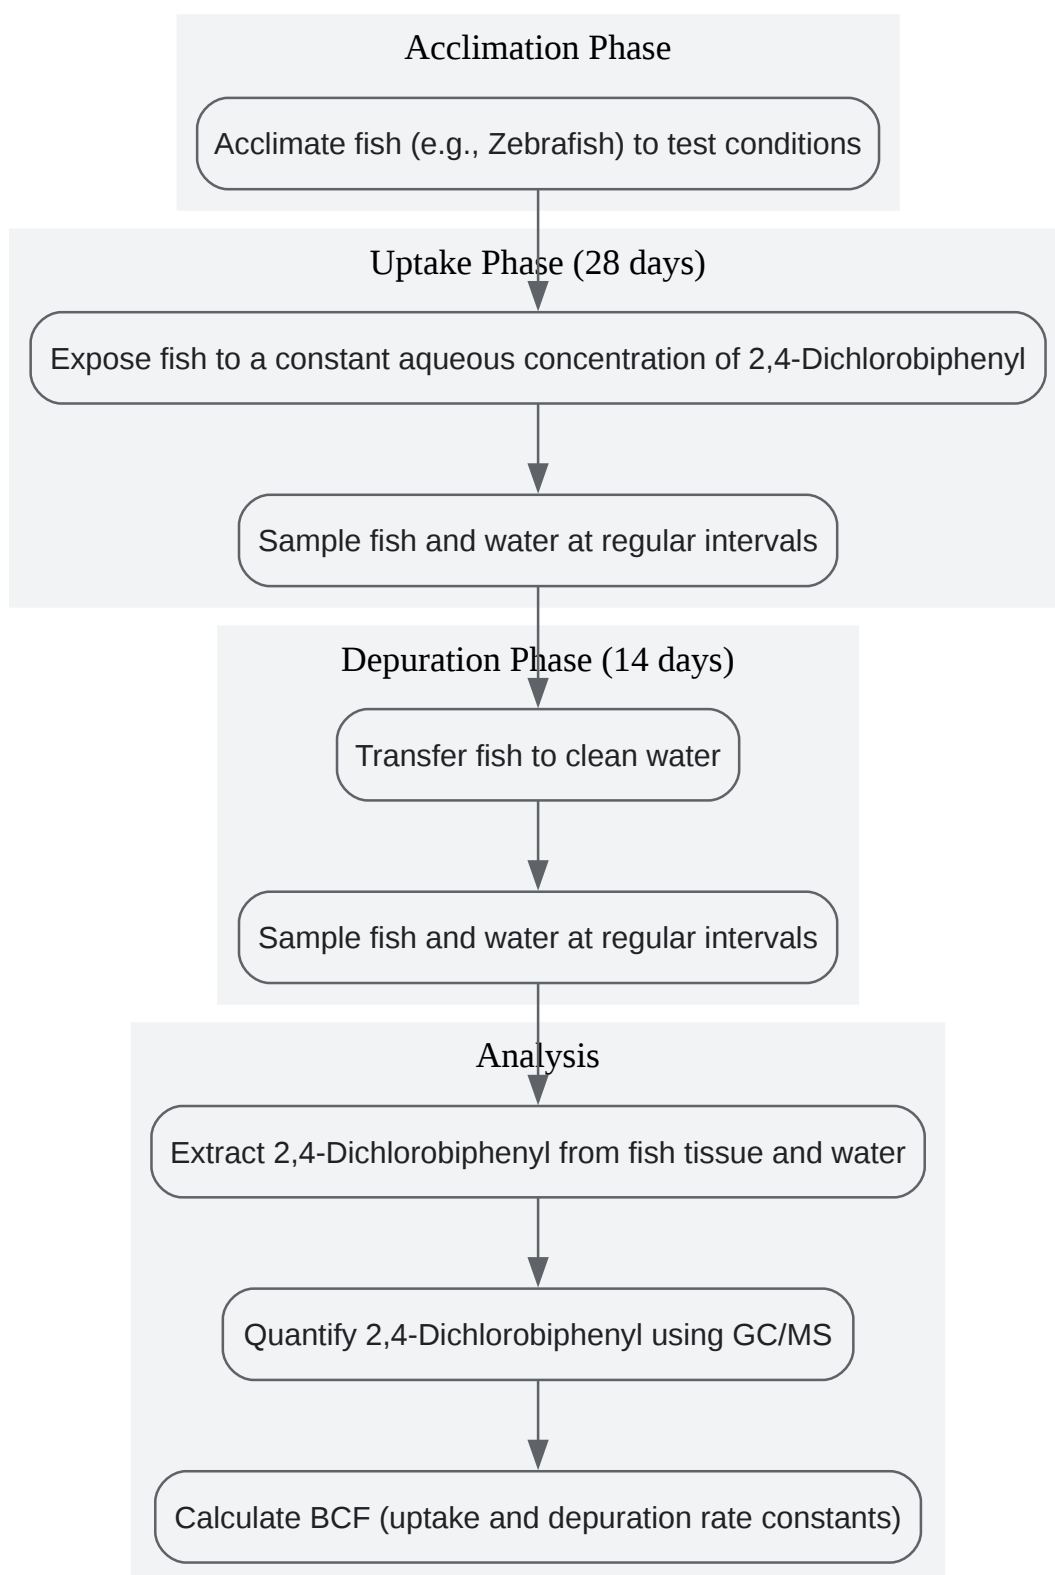 Acclimation Phase
Acclimate fish (e.g., Zebrafish) to test conditions
Uptake Phase (28 days)
Expose fish to a constant aqueous concentration of 2,4-Dichlorobiphenyl
Sample fish and water at regular intervals
Depuration Phase (14 days)
Transfer fish to clean water
Sample fish and water at regular intervals
Analysis
Extract 2,4-Dichlorobiphenyl from fish tissue and water
Quantify 2,4-Dichlorobiphenyl using GC/MS
Calculate BCF (uptake and depuration rate constants)